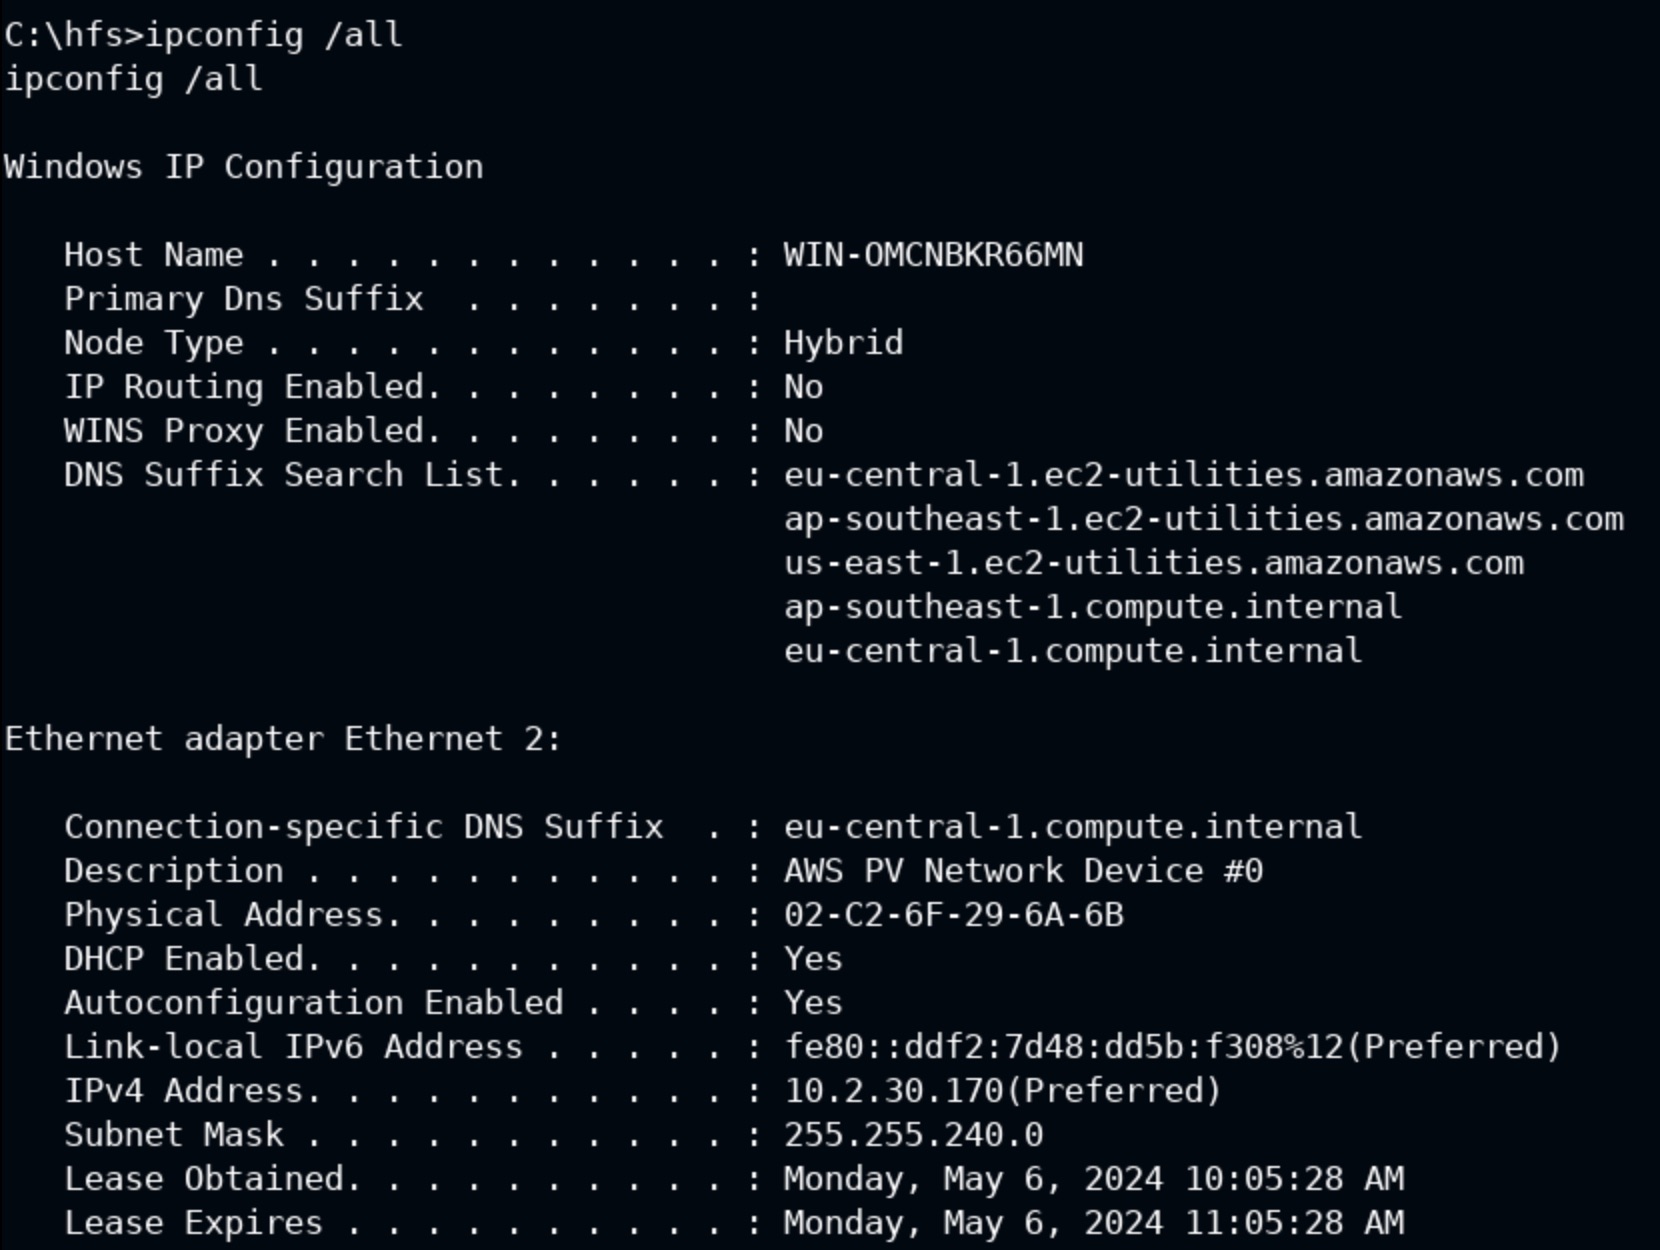 C:\hfs>ipconfig /all
ipconfig /all
Windows IP Configuration
   Host Name . . . . . . . . . . . . : WIN-OMCNBKR66MN
   Primary Dns Suffix  . . . . . . . :
   Node Type . . . . . . . . . . . . : Hybrid
   IP Routing Enabled. . . . . . . . : No
   WINS Proxy Enabled. . . . . . . . : No
   DNS Suffix Search List. . . . . . : eu-central-1.ec2-utilities.amazonaws.com
                                       ap-southeast-1.ec2-utilities.amazonaws.com
                                       us-east-1.ec2-utilities.amazonaws.com
                                       ap-southeast-1.compute.internal
                                       eu-central-1.compute.internal
Ethernet adapter Ethernet 2:
   Connection-specific DNS Suffix  . : eu-central-1.compute.internal
   Description . . . . . . . . . . . : AWS PV Network Device #0
   Physical Address. . . . . . . . . : 02-C2-6F-29-6A-6B
   DHCP Enabled. . . . . . . . . . . : Yes
   Autoconfiguration Enabled . . . . : Yes
   Link-local IPv6 Address . . . . . : fe80::ddf2:7d48:dd5b:f308%12(Preferred)
   IPv4 Address. . . . . . . . . . . : 10.2.30.170(Preferred)
   Subnet Mask . . . . . . . . . . . : 255.255.240.0
   Lease Obtained. . . . . . . . . . : Monday, May 6, 2024 10:05:28 AM
   Lease Expires . . . . . . . . . . : Monday, May 6, 2024 11:05:28 AM